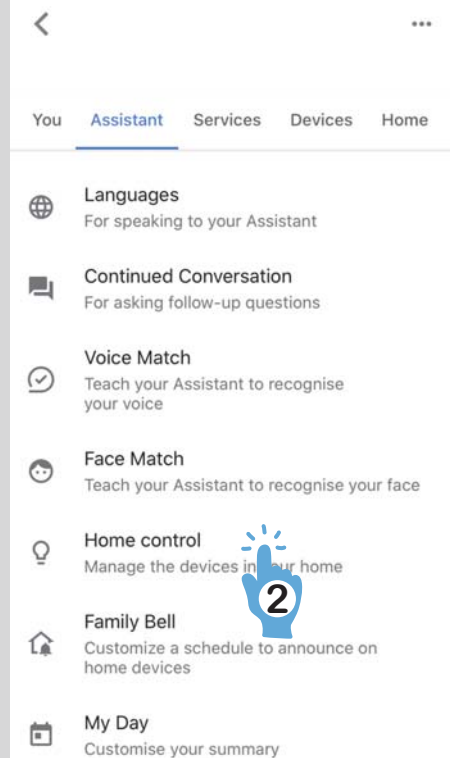 You Assistant Services Devices Home
Languages
For speaking to your Assistant
Continued Conversation
For asking follow-up questions
Voice Match
Teach your Assistant to recognise
your voice
Face Match
Teach your Assistant to recognise your face
Home control
Manage the devices in your home
2
Family Bell
Customize a schedule to announce on
home devices
My Day
Customise your summary